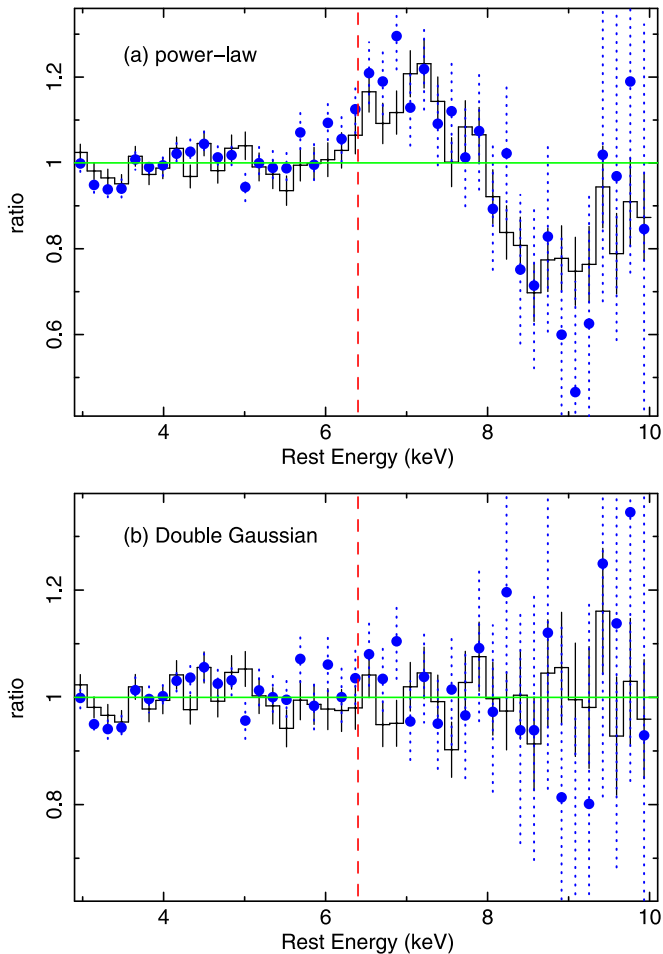 (a) power-law
ratio
1.2
1
0.8
0.6
4
6
8
10
Rest Energy (keV)
(b) Double Gaussian
ratio
1.2
1
0.8
4
6
8
10
Rest Energy (keV)